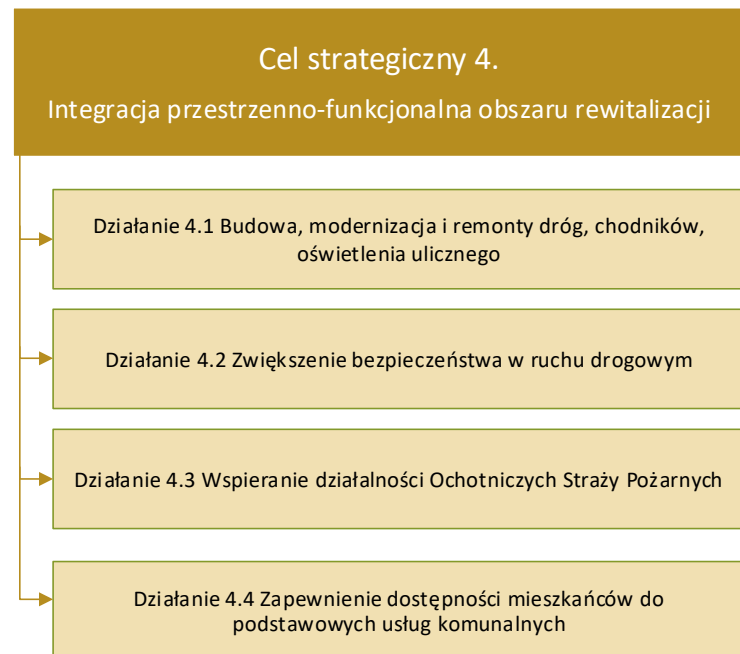 Cel strategiczny 4.
Integracja przestrzenno-funkcjonalna obszaru rewitalizacji
Działanie 4.1 Budowa, modernizacja i remonty dróg, chodników,
oświetlenia ulicznego
Działanie 4.2 Zwiększenie bezpieczeństwa w ruchu drogowym
Działanie 4.3 Wspieranie działalności Ochotniczych Straży Pożarnych
Działanie 4.4 Zapewnienie dostępności mieszkańców do
podstawowych usług komunalnych